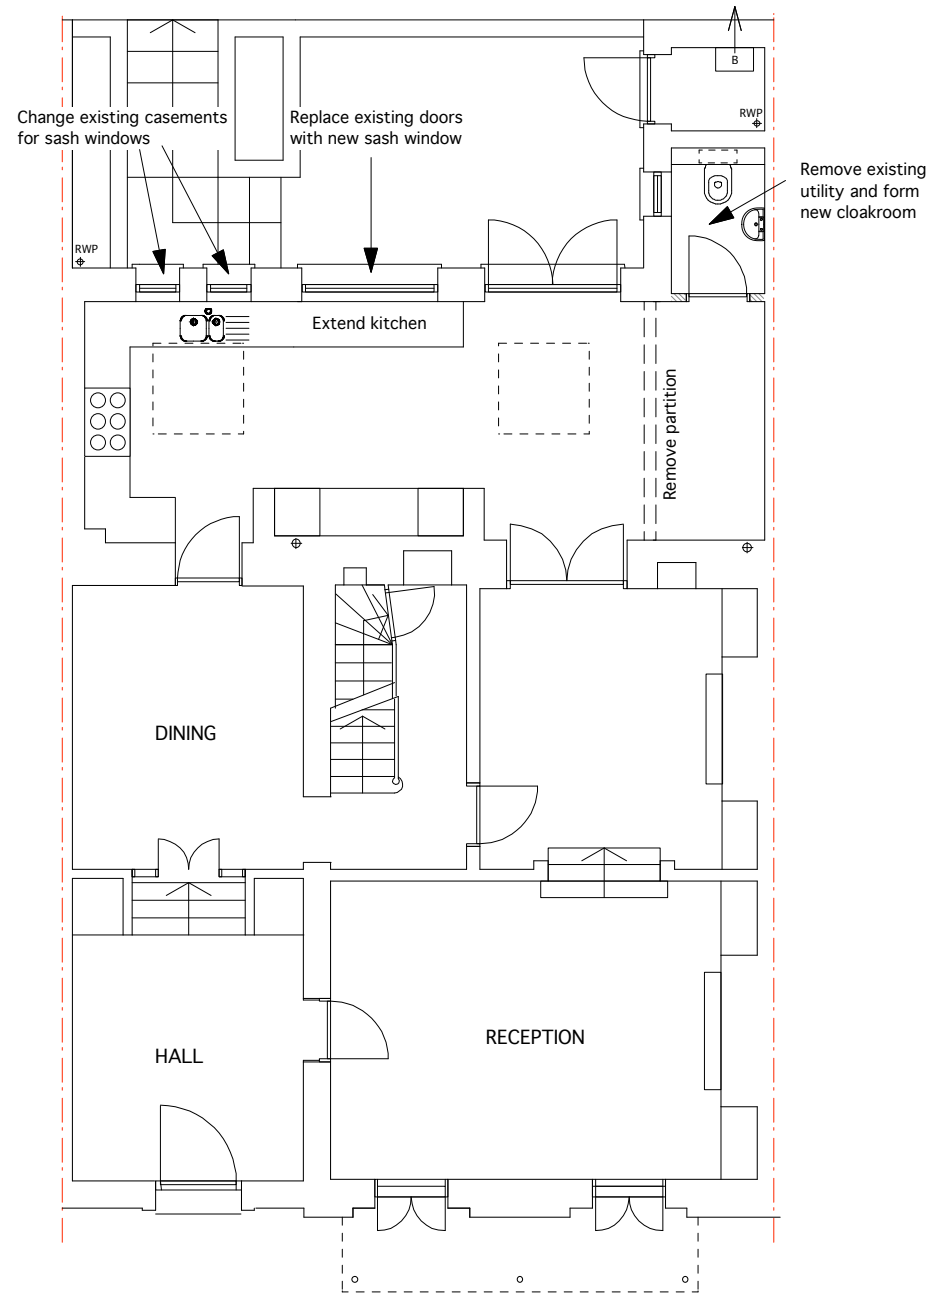 B
RWP
Change existing casements
for sash windows
Replace existing doors
with new sash window
Remove existing
utility and form
new cloakroom
RWP
Extend kitchen
Remove partition
DINING
RECEPTION
HALL